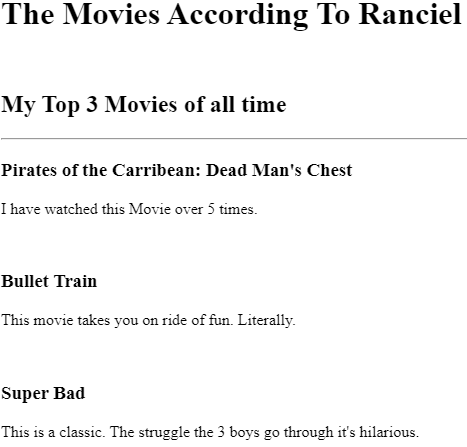 The Movies According To Ranciel
My Top 3 Movies of all time
Pirates of the Carribean: Dead Man's Chest
I have watched this Movie over 5 times.
Bullet Train
This movie takes you on ride of fun. Literally.
Super Bad
This is a classic. The struggle the 3 boys go through it's hilarious.